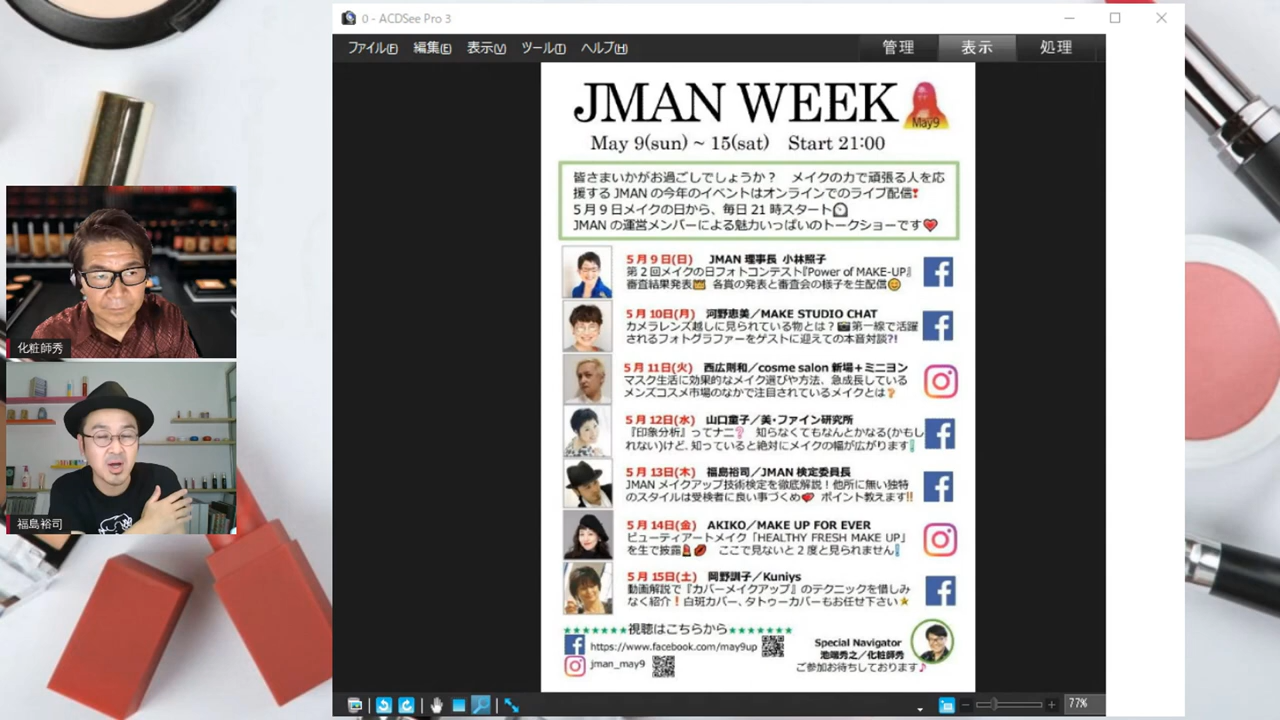 0 - ACDSee Pro 3
ファイル(F) 編集(E) 表示(V) ツール(T) ヘルプ(H) 管理 表示 処理
JMAN WEEK
May9
May 9(sun) ~ 15(sat) Start 21:00
皆さまいかがお過ごしでしょうか? メイクの力で頑張る人を応
援するJMANの今年のイベントはオンラインでのライブ配信❣
5月9日メイクの日から、毎日21時スタート
JMANの運営メンバーによる魅力いっぱいのトークショーです❤
5月9日(日) JMAN 理事長 小林照子
第2回メイクの日フォトコンテスト『Power of MAKE-UP』
審査結果発表 各賞の発表と審査会の様子を生配信
5月10日(月) 河野恵美/MAKE STUDIO CHAT
カメラレンズ越しに見られている物とは?第一線で活躍
されるフォトグラファーをゲストに迎えての本音対談?!
5月11日(火) 西広則和/cosme salon 新場+ミニヨン
マスク生活に効果的なメイク選びや方法、急成長している
メンズコスメ市場のなかで注目されているメイクとは?
5月12日(水) 山口童子/美・ファイン研究所
『印象分析』ってナニ? 知らなくてもなんとかなる(かもし
れない)けど、知っていると絶対にメイクの幅が広がります
5月13日(木) 福島裕司/JMAN 検定委員長
JMAN メイクアップ技術検定を徹底解説!他所に無い独特
のスタイルは受検者に良い事づくめ ポイント教えます!!
5月14日(金) AKIKO/MAKE UP FOR EVER
ビューティアートメイク「HEALTHY FRESH MAKE UP」
を生で披露 ここで見ないと2度と見られません
5月15日(土) 岡野訓子/Kuniys
動画解説で『カバーメイクアップ』のテクニックを惜しみ
なく紹介!白斑カバー、タトゥーカバーもお任せ下さい★
★★★★★★★視聴はこちらから★★★★★★★
https://www.facebook.com/may9up
jman_may9
Special Navigator
池端秀之/化粧師秀
ご参加お待ちしております♪
化粧師秀
福島裕司
77%